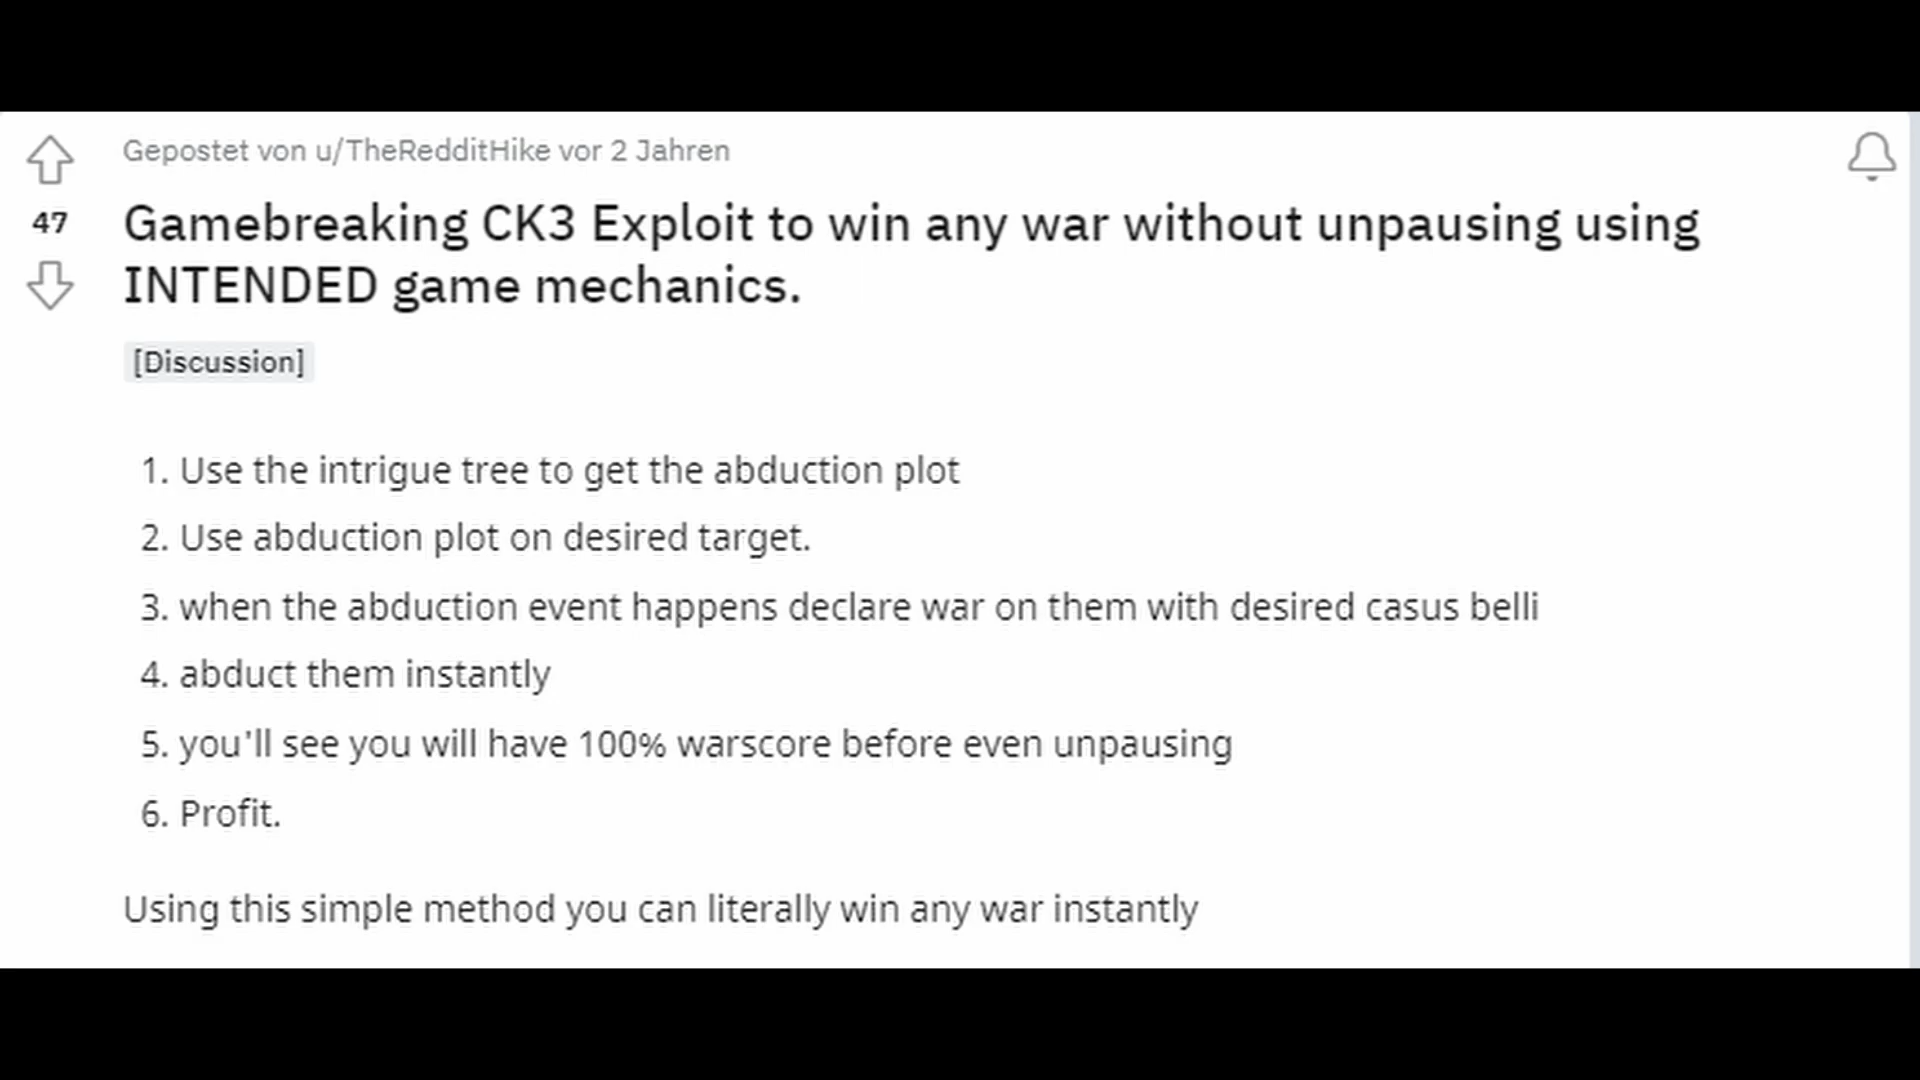 Gepostet von u/TheRedditHike vor 2 Jahren
47
Gamebreaking CK3 Exploit to win any war without unpausing using
INTENDED game mechanics.
[Discussion]
1. Use the intrigue tree to get the abduction plot
2. Use abduction plot on desired target.
3. when the abduction event happens declare war on them with desired casus belli
4. abduct them instantly
5. you'll see you will have 100% warscore before even unpausing
6. Profit.
Using this simple method you can literally win any war instantly